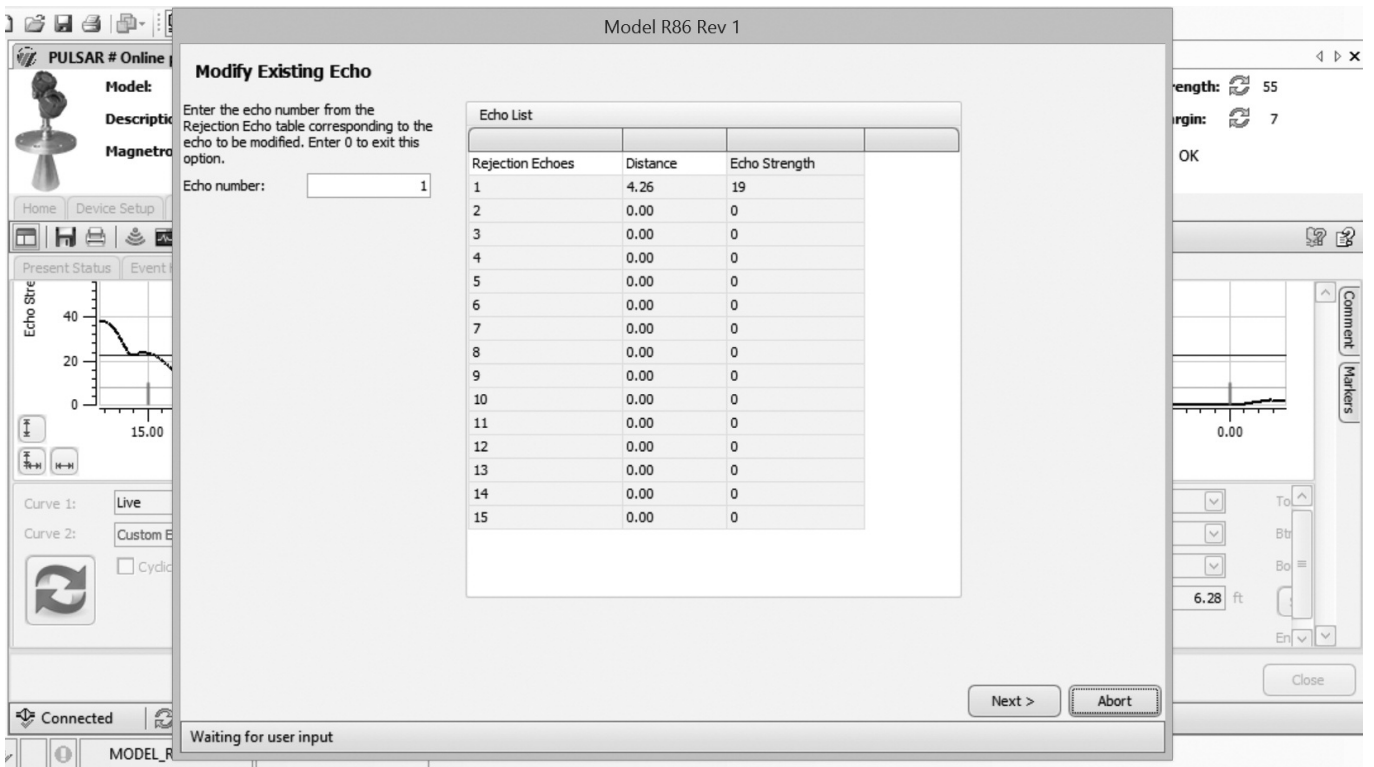 Model R86 Rev 1
PULSAR # Online
Model:
Magnetro
ength: 55
rgin: 7
OK
Home Device Setup
Present Status Event
Modify Existing Echo
Enter the echo number from the
Rejection Echo table corresponding to the
echo to be modified. Enter 0 to exit this
option.
Echo number: 1
Echo List
Rejection Echoes Distance Echo Strength
1 4.26 19
2 0.00 0
3 0.00 0
4 0.00 0
5 0.00 0
6 0.00 0
7 0.00 0
8 0.00 0
9 0.00 0
10 0.00 0
11 0.00 0
12 0.00 0
13 0.00 0
14 0.00 0
15 0.00 0
Echo Stre
40
20
0
15.00
0.00
Comment
Markers
Curve 1: Live
Curve 2: Custom E
Cyclic
To
Btr
Bo
6.28 ft
En
Next > Abort
Close
Connected
Waiting for user input
MODEL_R